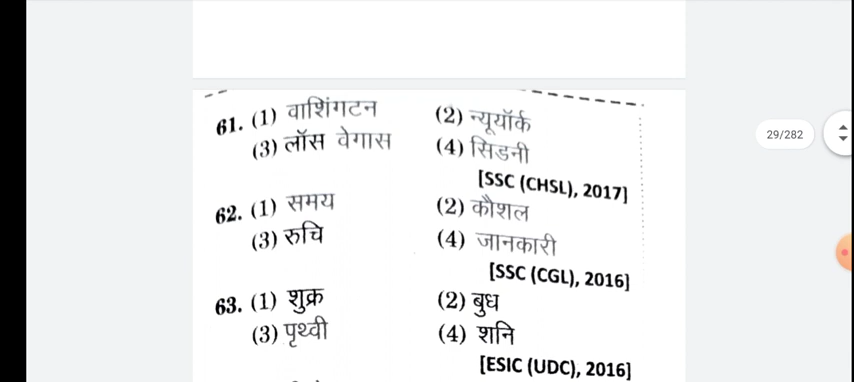 61. (1) वाशिंगटन (2) न्यूयॉर्क
(3) लॉस वेगास (4) सिडनी
[SSC (CHSL), 2017]
62. (1) समय (2) कौशल
(3) रुचि (4) जानकारी
[SSC (CGL), 2016]
63. (1) शुक्र (2) बुध
(3) पृथ्वी (4) शनि
[ESIC (UDC), 2016]
29/282